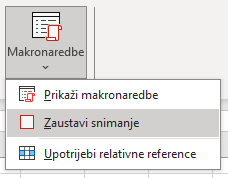 Makronaredbe
Prikaži makronaredbe
Zaustavi snimanje
Upotrijebi relativne reference